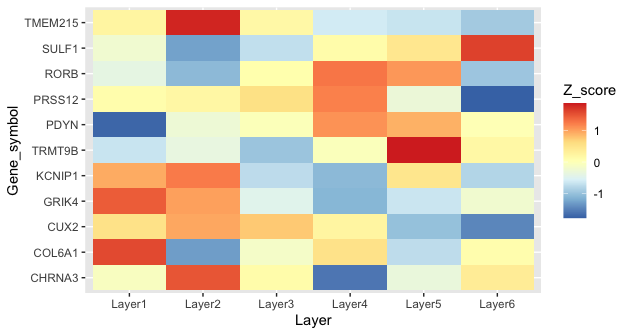 Gene_symbol
TMEM215
SULF1
RORB
PRSS12
PDYN
TRMT9B
KCNIP1
GRIK4
CUX2
COL6A1
CHRNA3
Layer1 Layer2 Layer3 Layer4 Layer5 Layer6
Layer
Z_score
1
0
-1